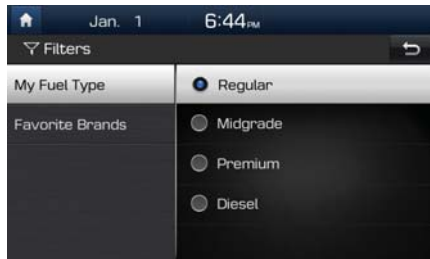 Jan. 1 6:44PM
Filters
My Fuel Type
Favorite Brands
Regular
Midgrade
Premium
Diesel